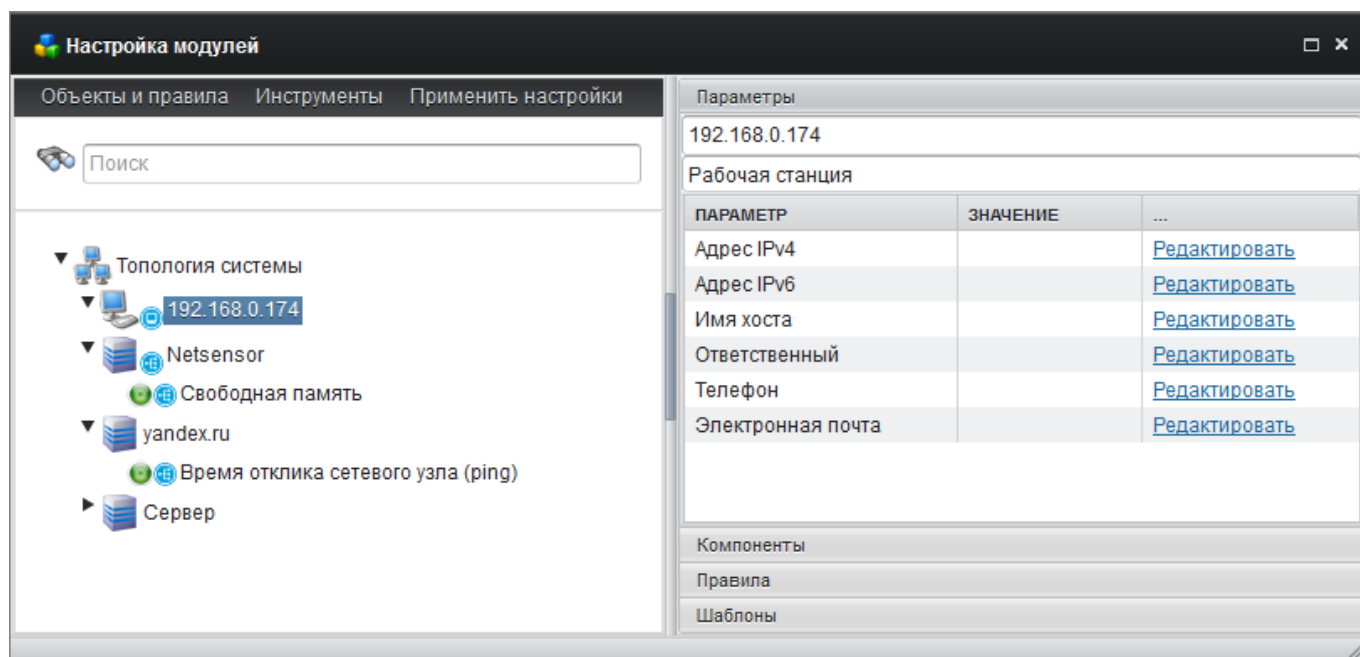 Настройка модулей
Объекты и правила Инструменты Применить настройки
Поиск
Топология системы
192.168.0.174
Netsensor
Свободная память
yandex.ru
Время отклика сетевого узла (ping)
Сервер
Параметры
192.168.0.174
Рабочая станция
ПАРАМЕТР ЗНАЧЕНИЕ ...
Адрес IPv4 Редактировать
Адрес IPv6 Редактировать
Имя хоста Редактировать
Ответственный Редактировать
Телефон Редактировать
Электронная почта Редактировать
Компоненты
Правила
Шаблоны